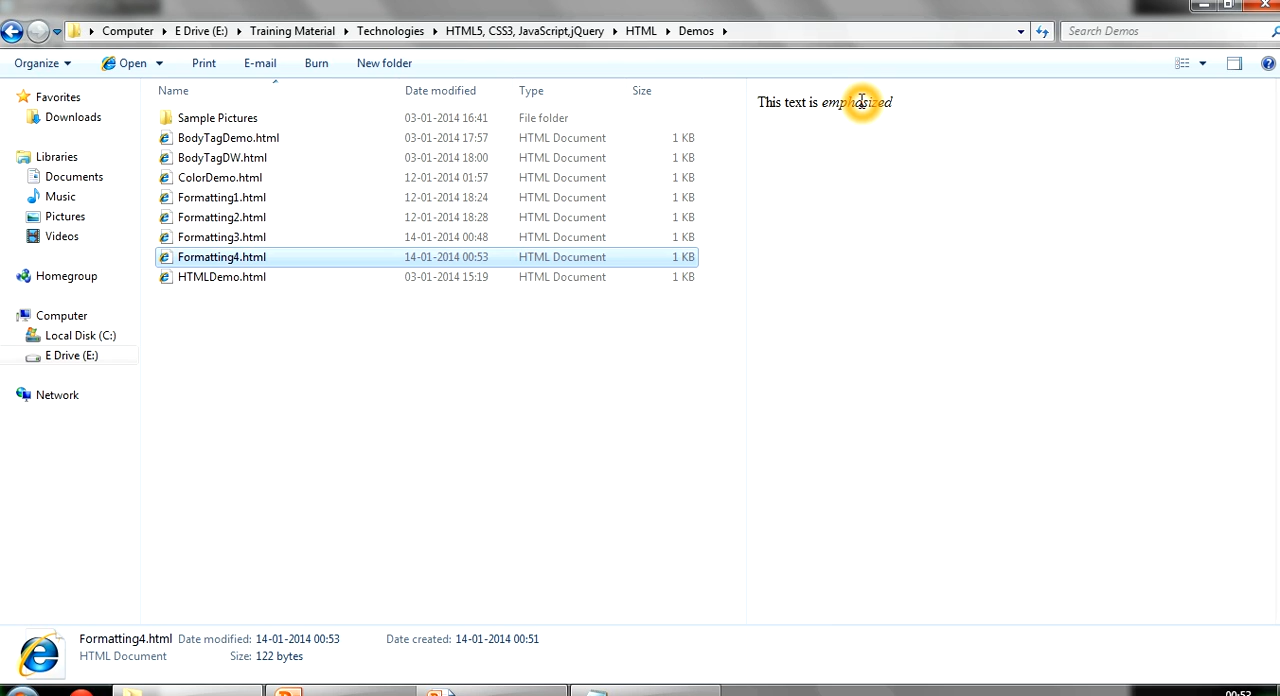 Computer E Drive (E:) Training Material Technologies HTML5, CSS3, JavaScript,jQuery HTML Demos Search Demos
Organize Open Print E-mail Burn New folder
Favorites
Downloads
Libraries
Documents
Music
Pictures
Videos
Homegroup
Computer
Local Disk (C:)
E Drive (E:)
Network
Name Date modified Type Size
Sample Pictures 03-01-2014 16:41 File folder
BodyTagDemo.html 03-01-2014 17:57 HTML Document 1 KB
BodyTagDW.html 03-01-2014 18:00 HTML Document 1 KB
ColorDemo.html 12-01-2014 01:57 HTML Document 1 KB
Formatting1.html 12-01-2014 18:24 HTML Document 1 KB
Formatting2.html 12-01-2014 18:28 HTML Document 1 KB
Formatting3.html 14-01-2014 00:48 HTML Document 1 KB
Formatting4.html 14-01-2014 00:53 HTML Document 1 KB
HTMLDemo.html 03-01-2014 15:19 HTML Document 1 KB
This text is emphasized
Formatting4.html Date modified: 14-01-2014 00:53 Date created: 14-01-2014 00:51
HTML Document Size: 122 bytes
00:53